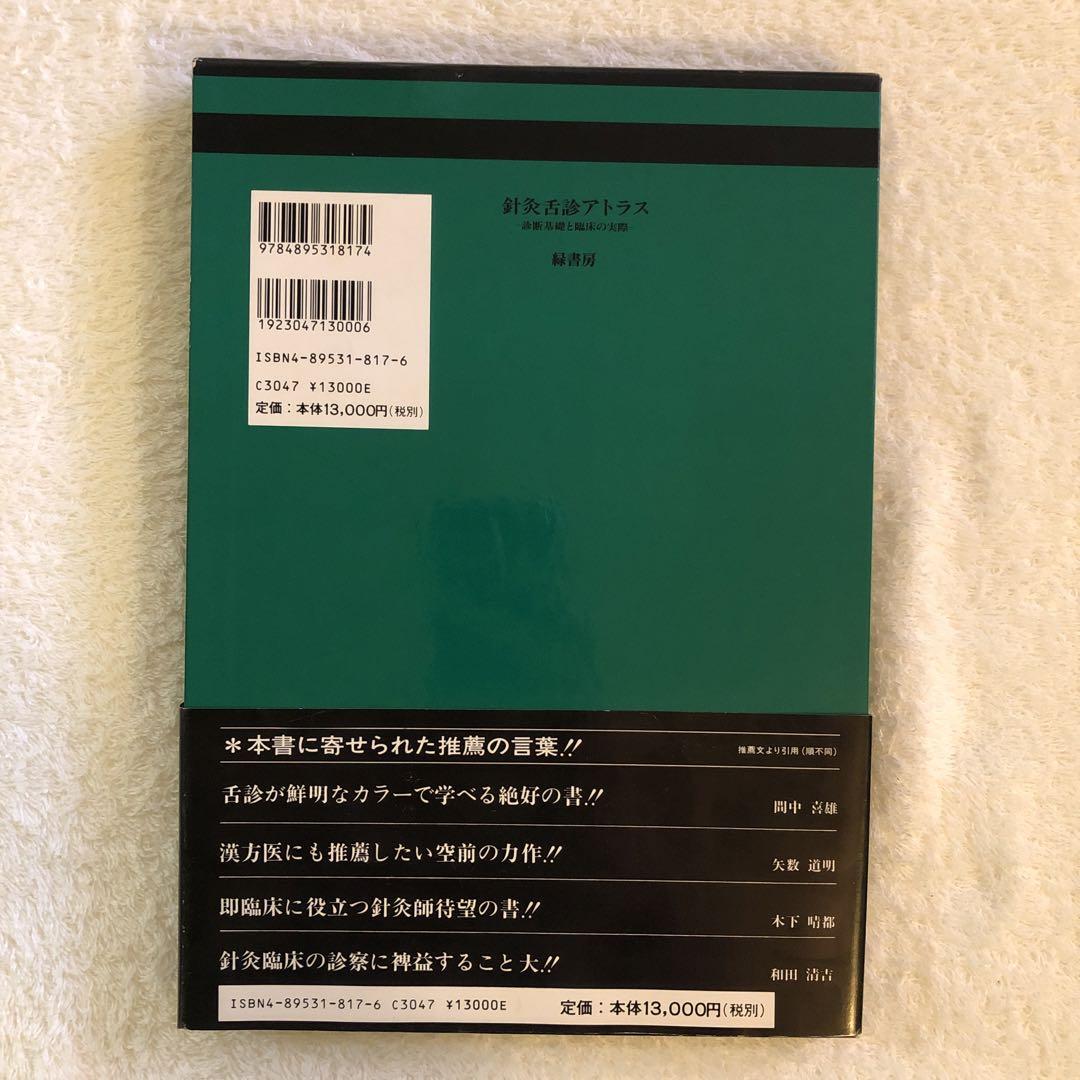 針灸舌診アトラス
-診断基礎と臨床の実際-
緑書房
9784895318174
1923047130006
ISBN4-89531-817-6
C3047 ¥13000E
定価：本体13,000円(税別)
＊本書に寄せられた推薦の言葉!! 推薦文より引用(順不同)
舌診が鮮明なカラーで学べる絶好の書!! 間中 喜雄
漢方医にも推薦したい空前の力作!! 矢数 道明
即臨床に役立つ針灸師待望の書!! 木下 晴都
針灸臨床の診察に裨益すること大!! 和田 清吉
ISBN4-89531-817-6 C3047 ¥13000E 定価：本体13,000円(税別)